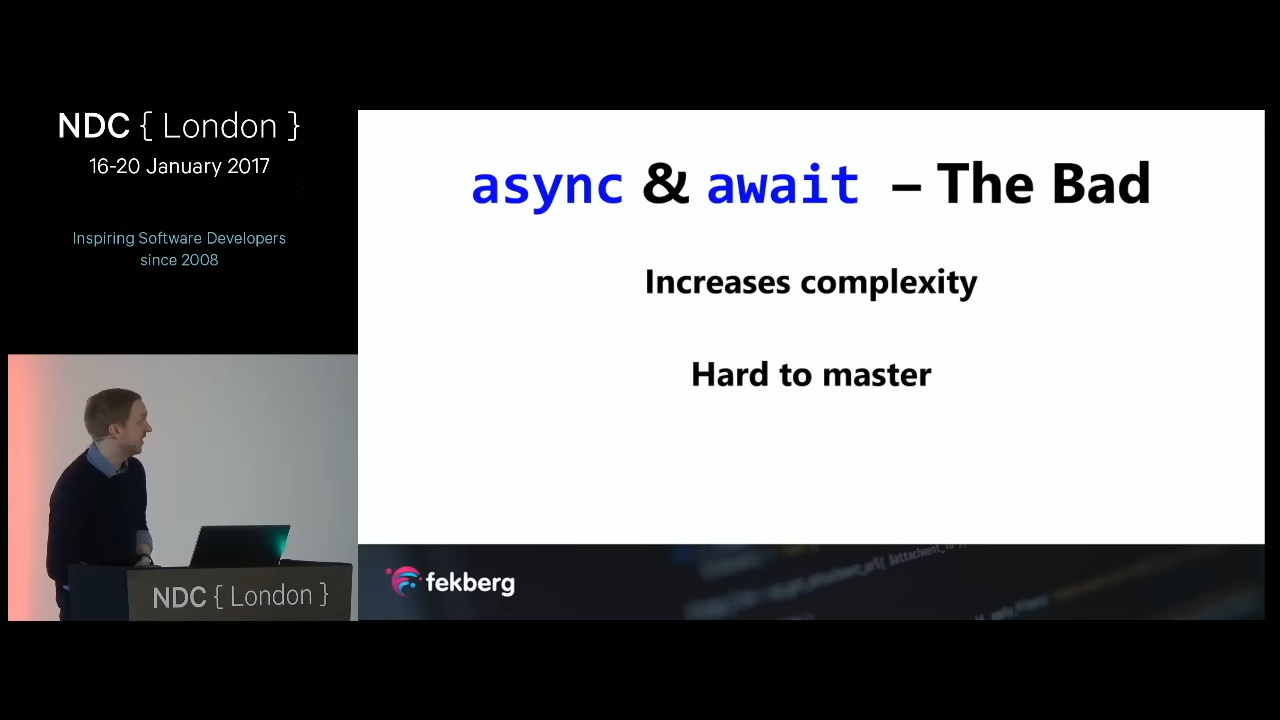 NDC { London }
16-20 January 2017
Inspiring Software Developers
since 2008
async & await – The Bad
Increases complexity
Hard to master
fekberg
NDC { London }